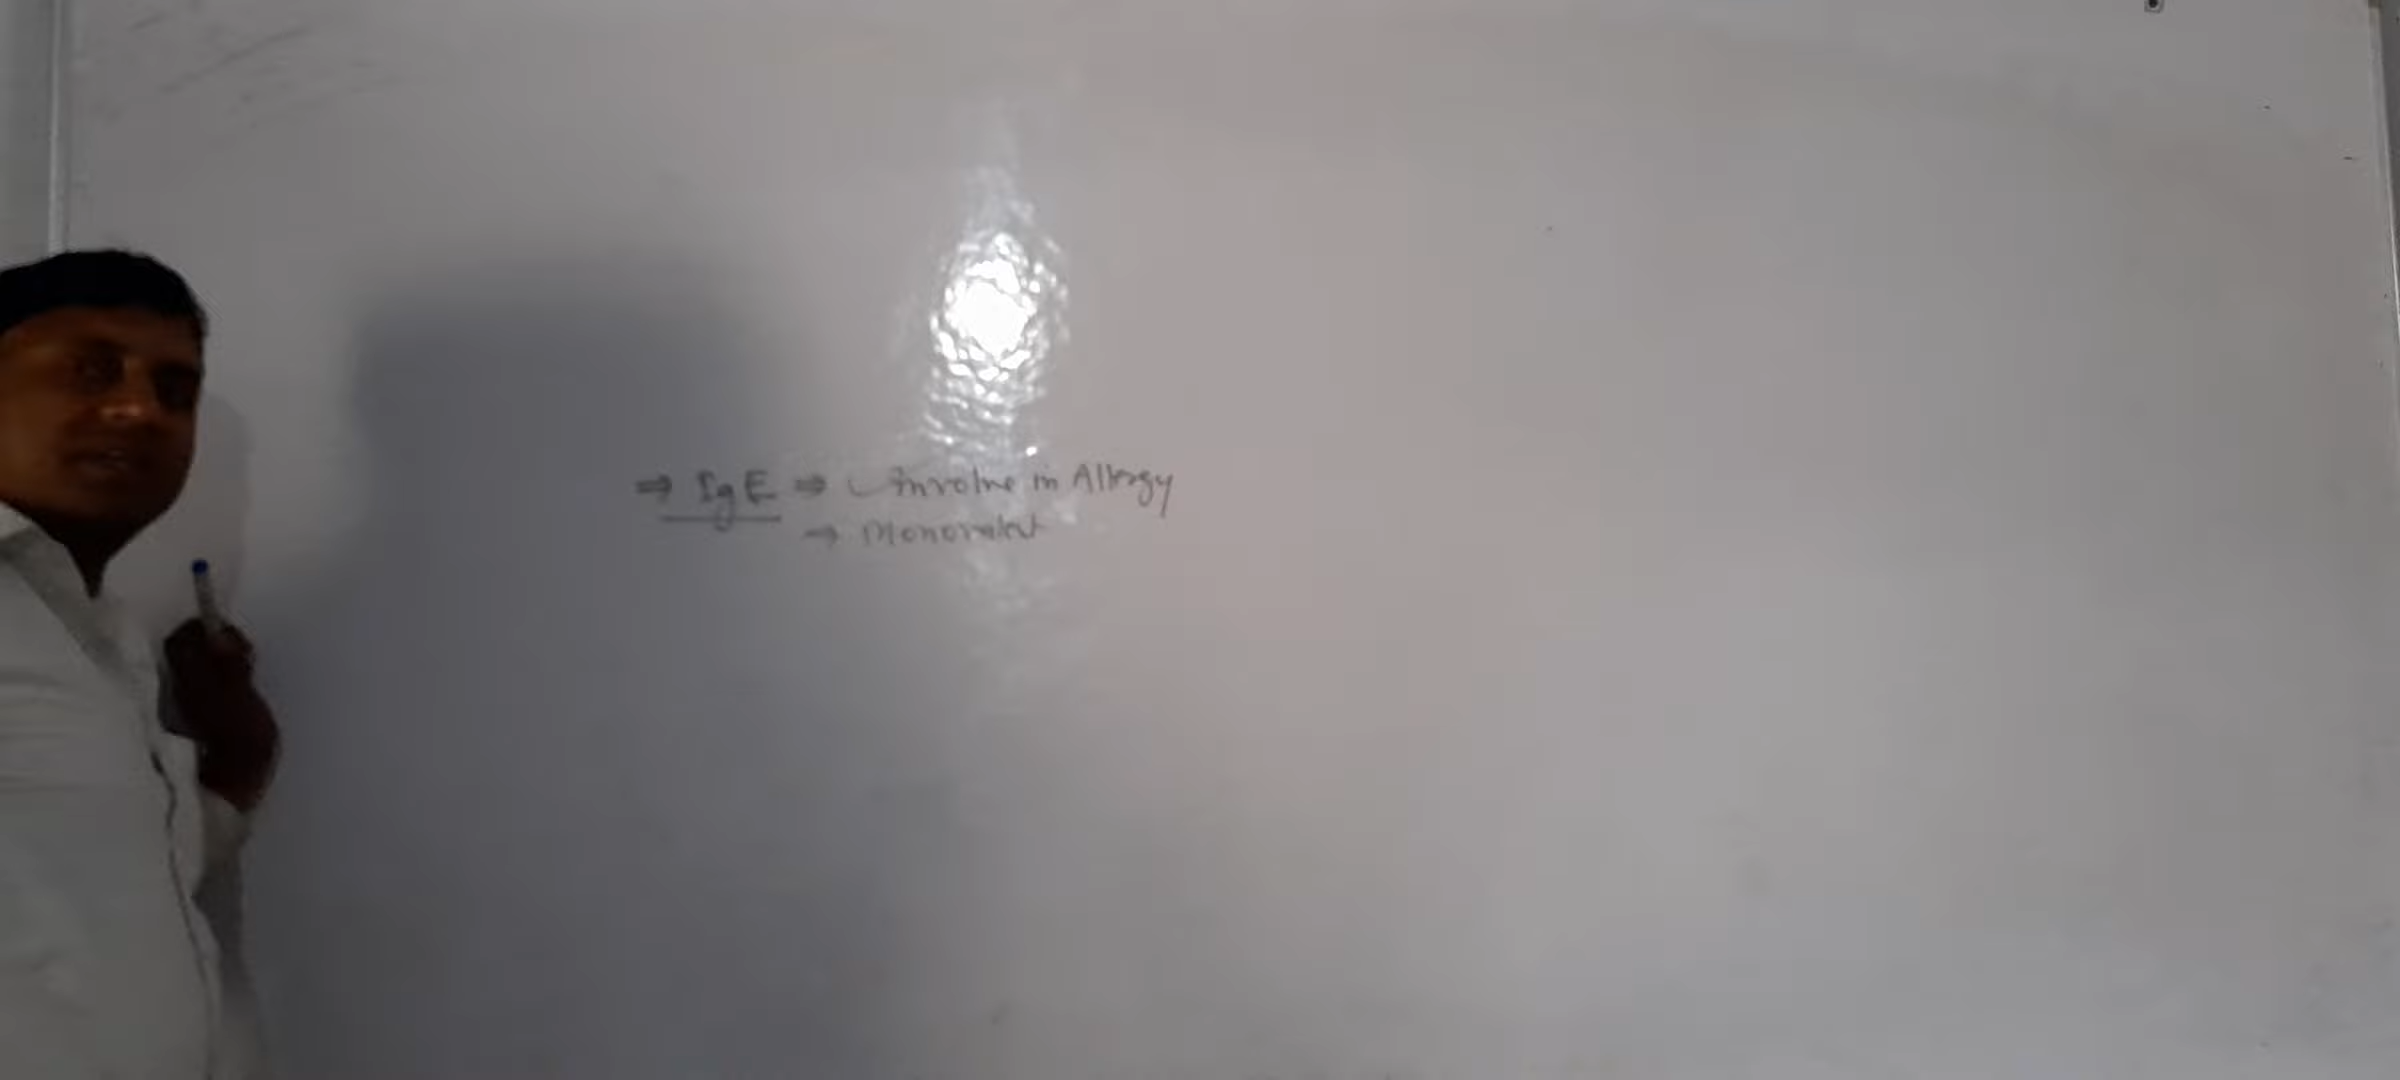 ⇒ IgE ⇒ involve in Allergy
→ Monovalent